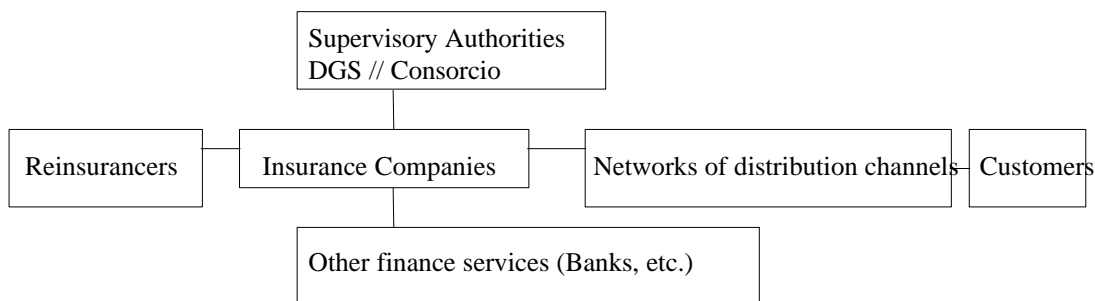 Supervisory Authorities
DGS // Consorcio
Reinsurancers
Insurance Companies
Networks of distribution channels
Customers
Other finance services (Banks, etc.)